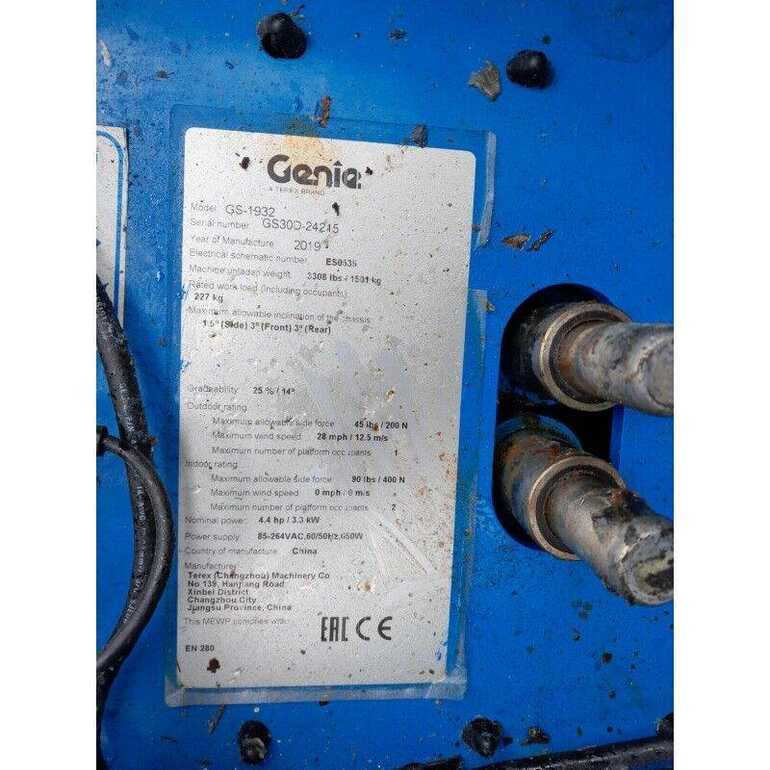 Genie
A TEREX BRAND
Model GS-1932
Serial number GS30D-24215
Year of Manufacture 2019
Electrical schematic number ES0535
Machine unladen weight 3308 lbs / 1501 kg
Rated work load (including occupants)
227 kg
Maximum allowable inclination of the chassis
1.5° (Side) 3° (Front) 3° (Rear)
Gradeability 25 % / 14°
Outdoor rating
Maximum allowable side force 45 lbs / 200 N
Maximum wind speed 28 mph / 12.5 m/s
Maximum number of platform occupants 1
Indoor rating
Maximum allowable side force 90 lbs / 400 N
Maximum wind speed 0 mph / 0 m/s
Maximum number of platform occupants 2
Nominal power 4.4 hp / 3.3 kW
Power supply 85-264VAC,60/50Hz,650W
Country of manufacture China
Manufacturer
Terex (Changzhou) Machinery Co
No 139, Hanjiang Road
Xinbei District
Changzhou City
Jiangsu Province, China
This MEWP complies with:
EAC CE
EN 280